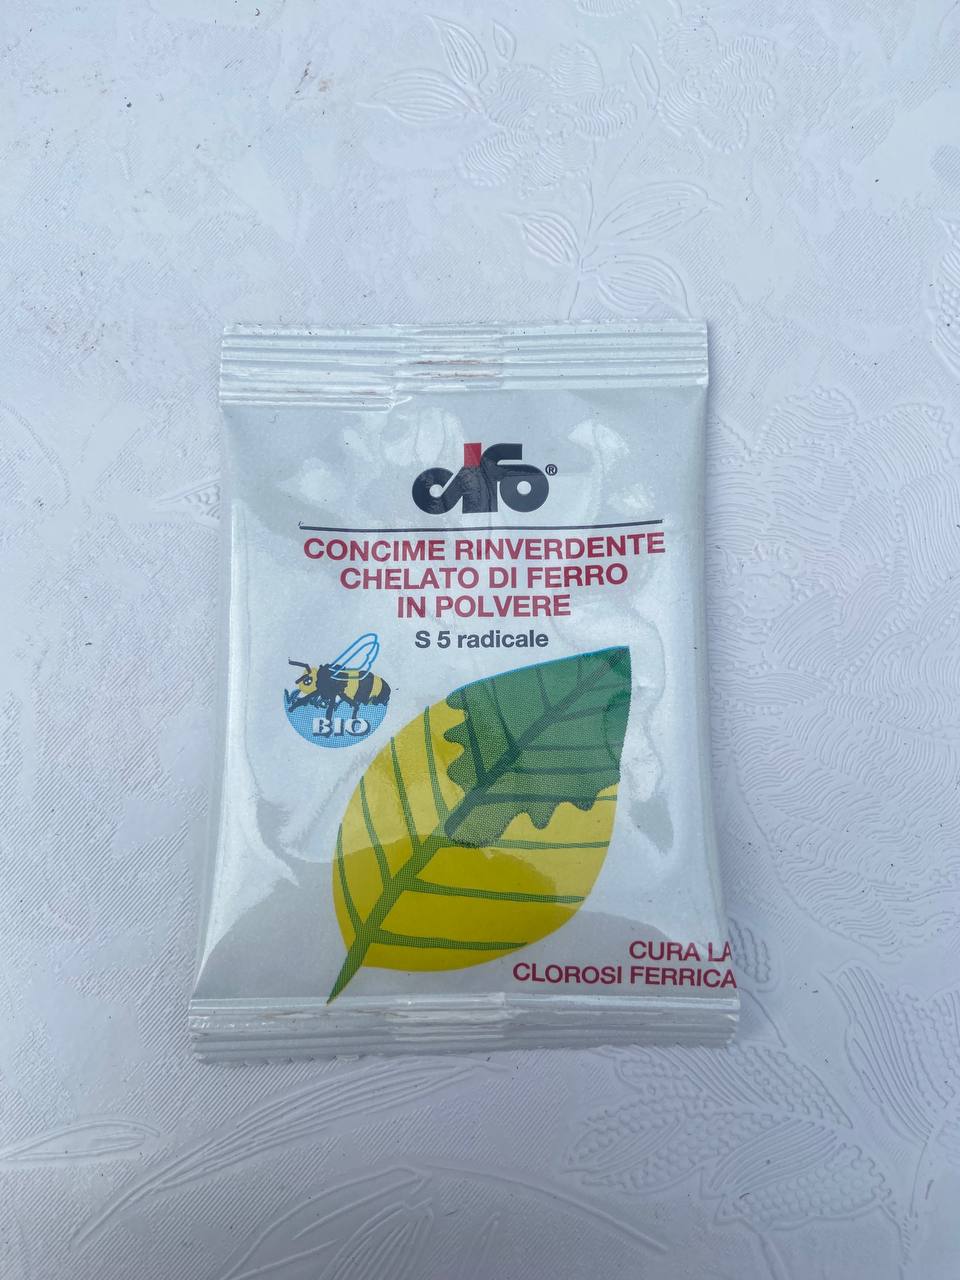 cifo®
CONCIME RINVERDENTE
CHELATO DI FERRO
IN POLVERE
S 5 radicale
BIO
CURA LA
CLOROSI FERRICA